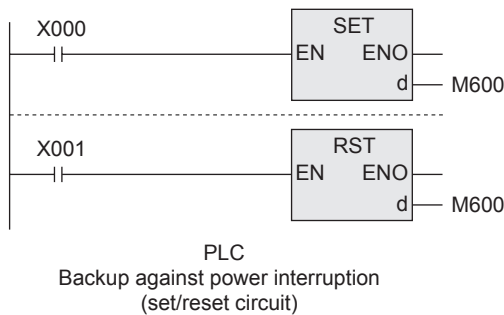 X000
SET
EN ENO
d M600
X001
RST
EN ENO
d M600
PLC
Backup against power interruption
(set/reset circuit)